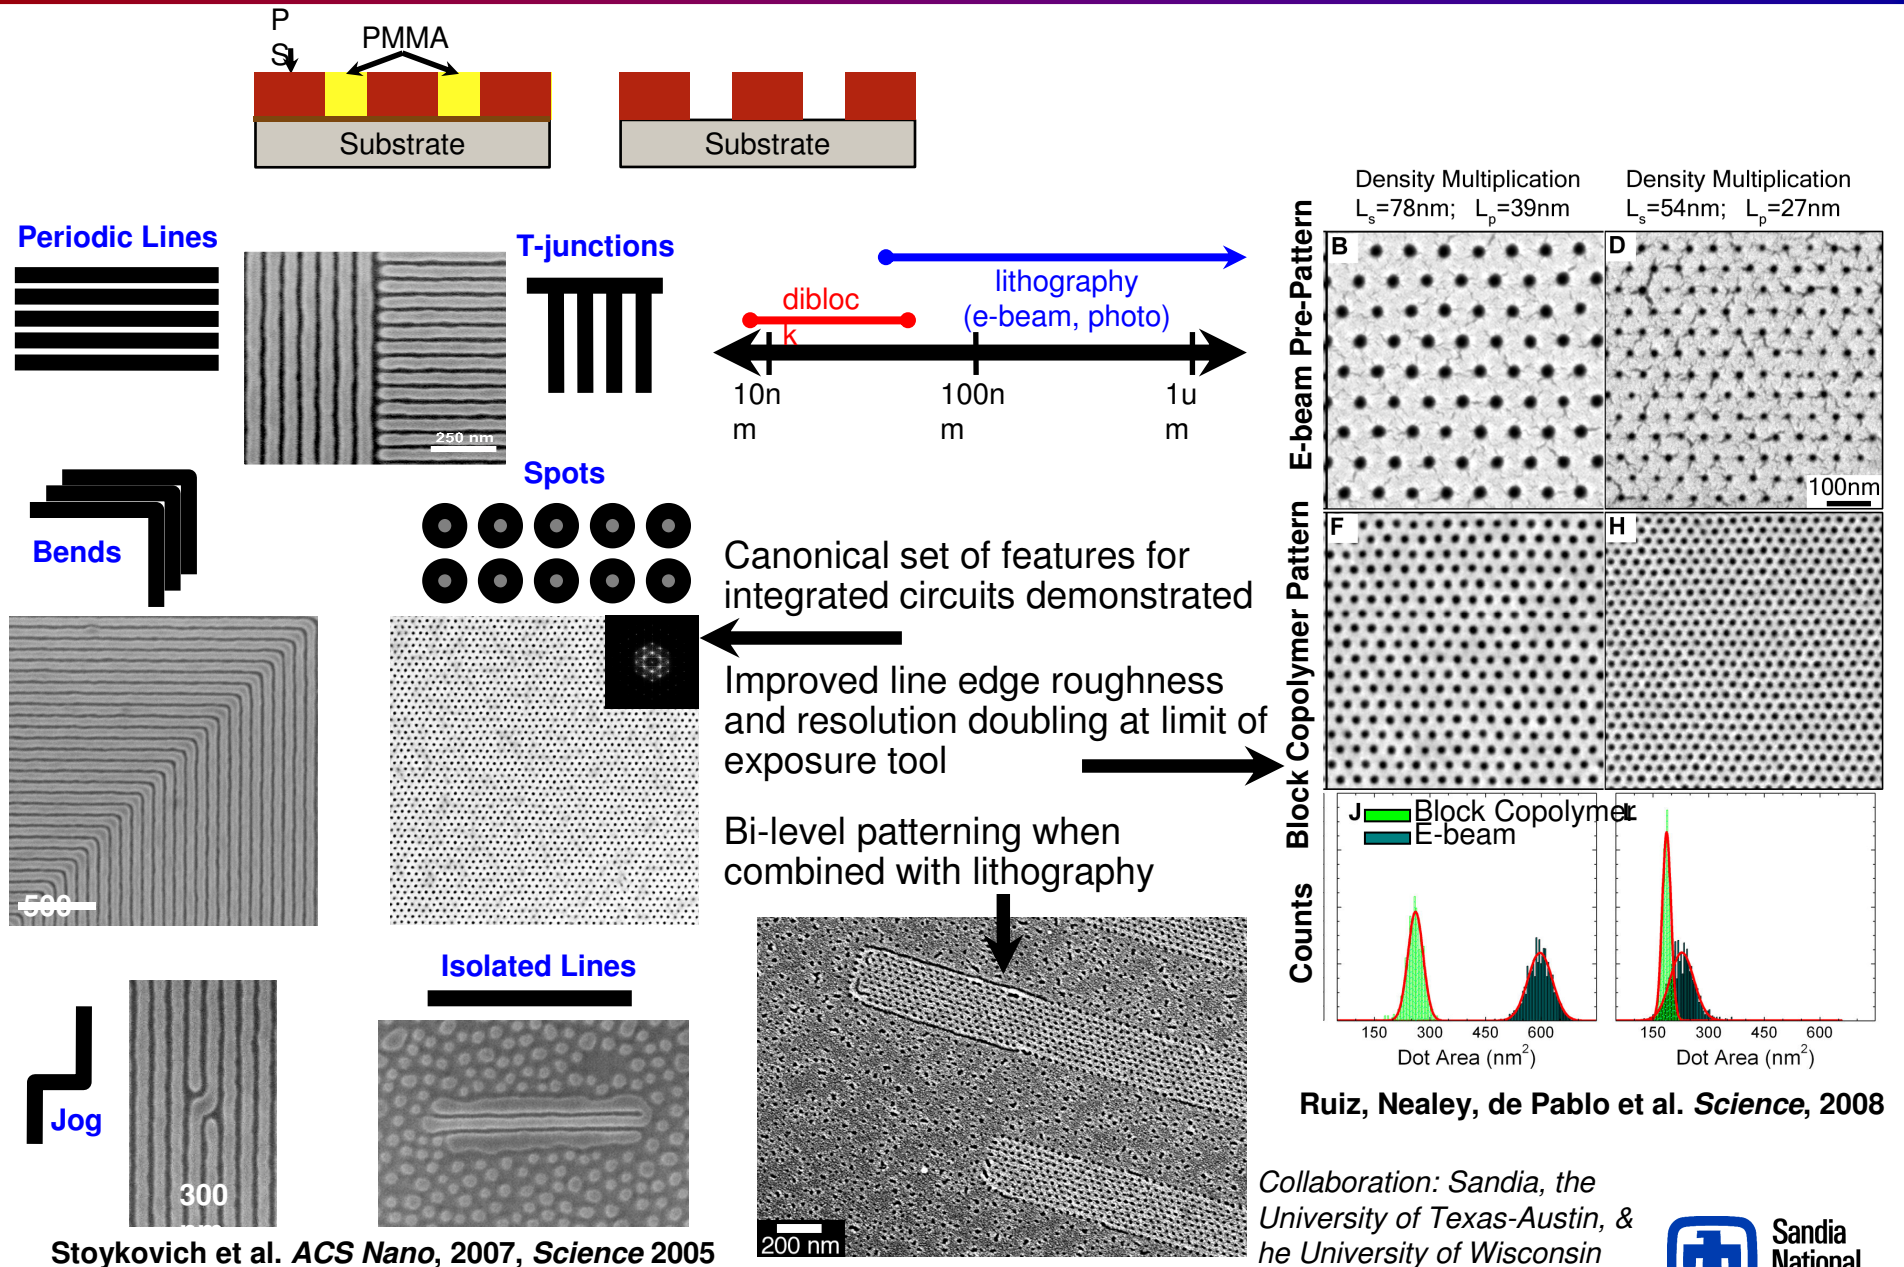 P
S
PMMA
Substrate
Substrate
Periodic Lines
250 nm
T-junctions
dibloc
k
lithography
(e-beam, photo)
10n
m
100n
m
1u
m
Bends
500
Spots
Canonical set of features for
integrated circuits demonstrated
Improved line edge roughness
and resolution doubling at limit of
exposure tool
Bi-level patterning when
combined with lithography
200 nm
Jog
300
nm
Isolated Lines
Stoykovich et al. ACS Nano, 2007, Science 2005
Density Multiplication
Ls=78nm; Lp=39nm
Density Multiplication
Ls=54nm; Lp=27nm
E-beam Pre-Pattern
B
D
100nm
Block Copolymer Pattern
F
H
Counts
J
Block Copolymer
E-beam
L
150 300 450 600
Dot Area (nm2)
150 300 450 600
Dot Area (nm2)
Ruiz, Nealey, de Pablo et al. Science, 2008
Collaboration: Sandia, the
University of Texas-Austin, &
he University of Wisconsin
Sandia
National